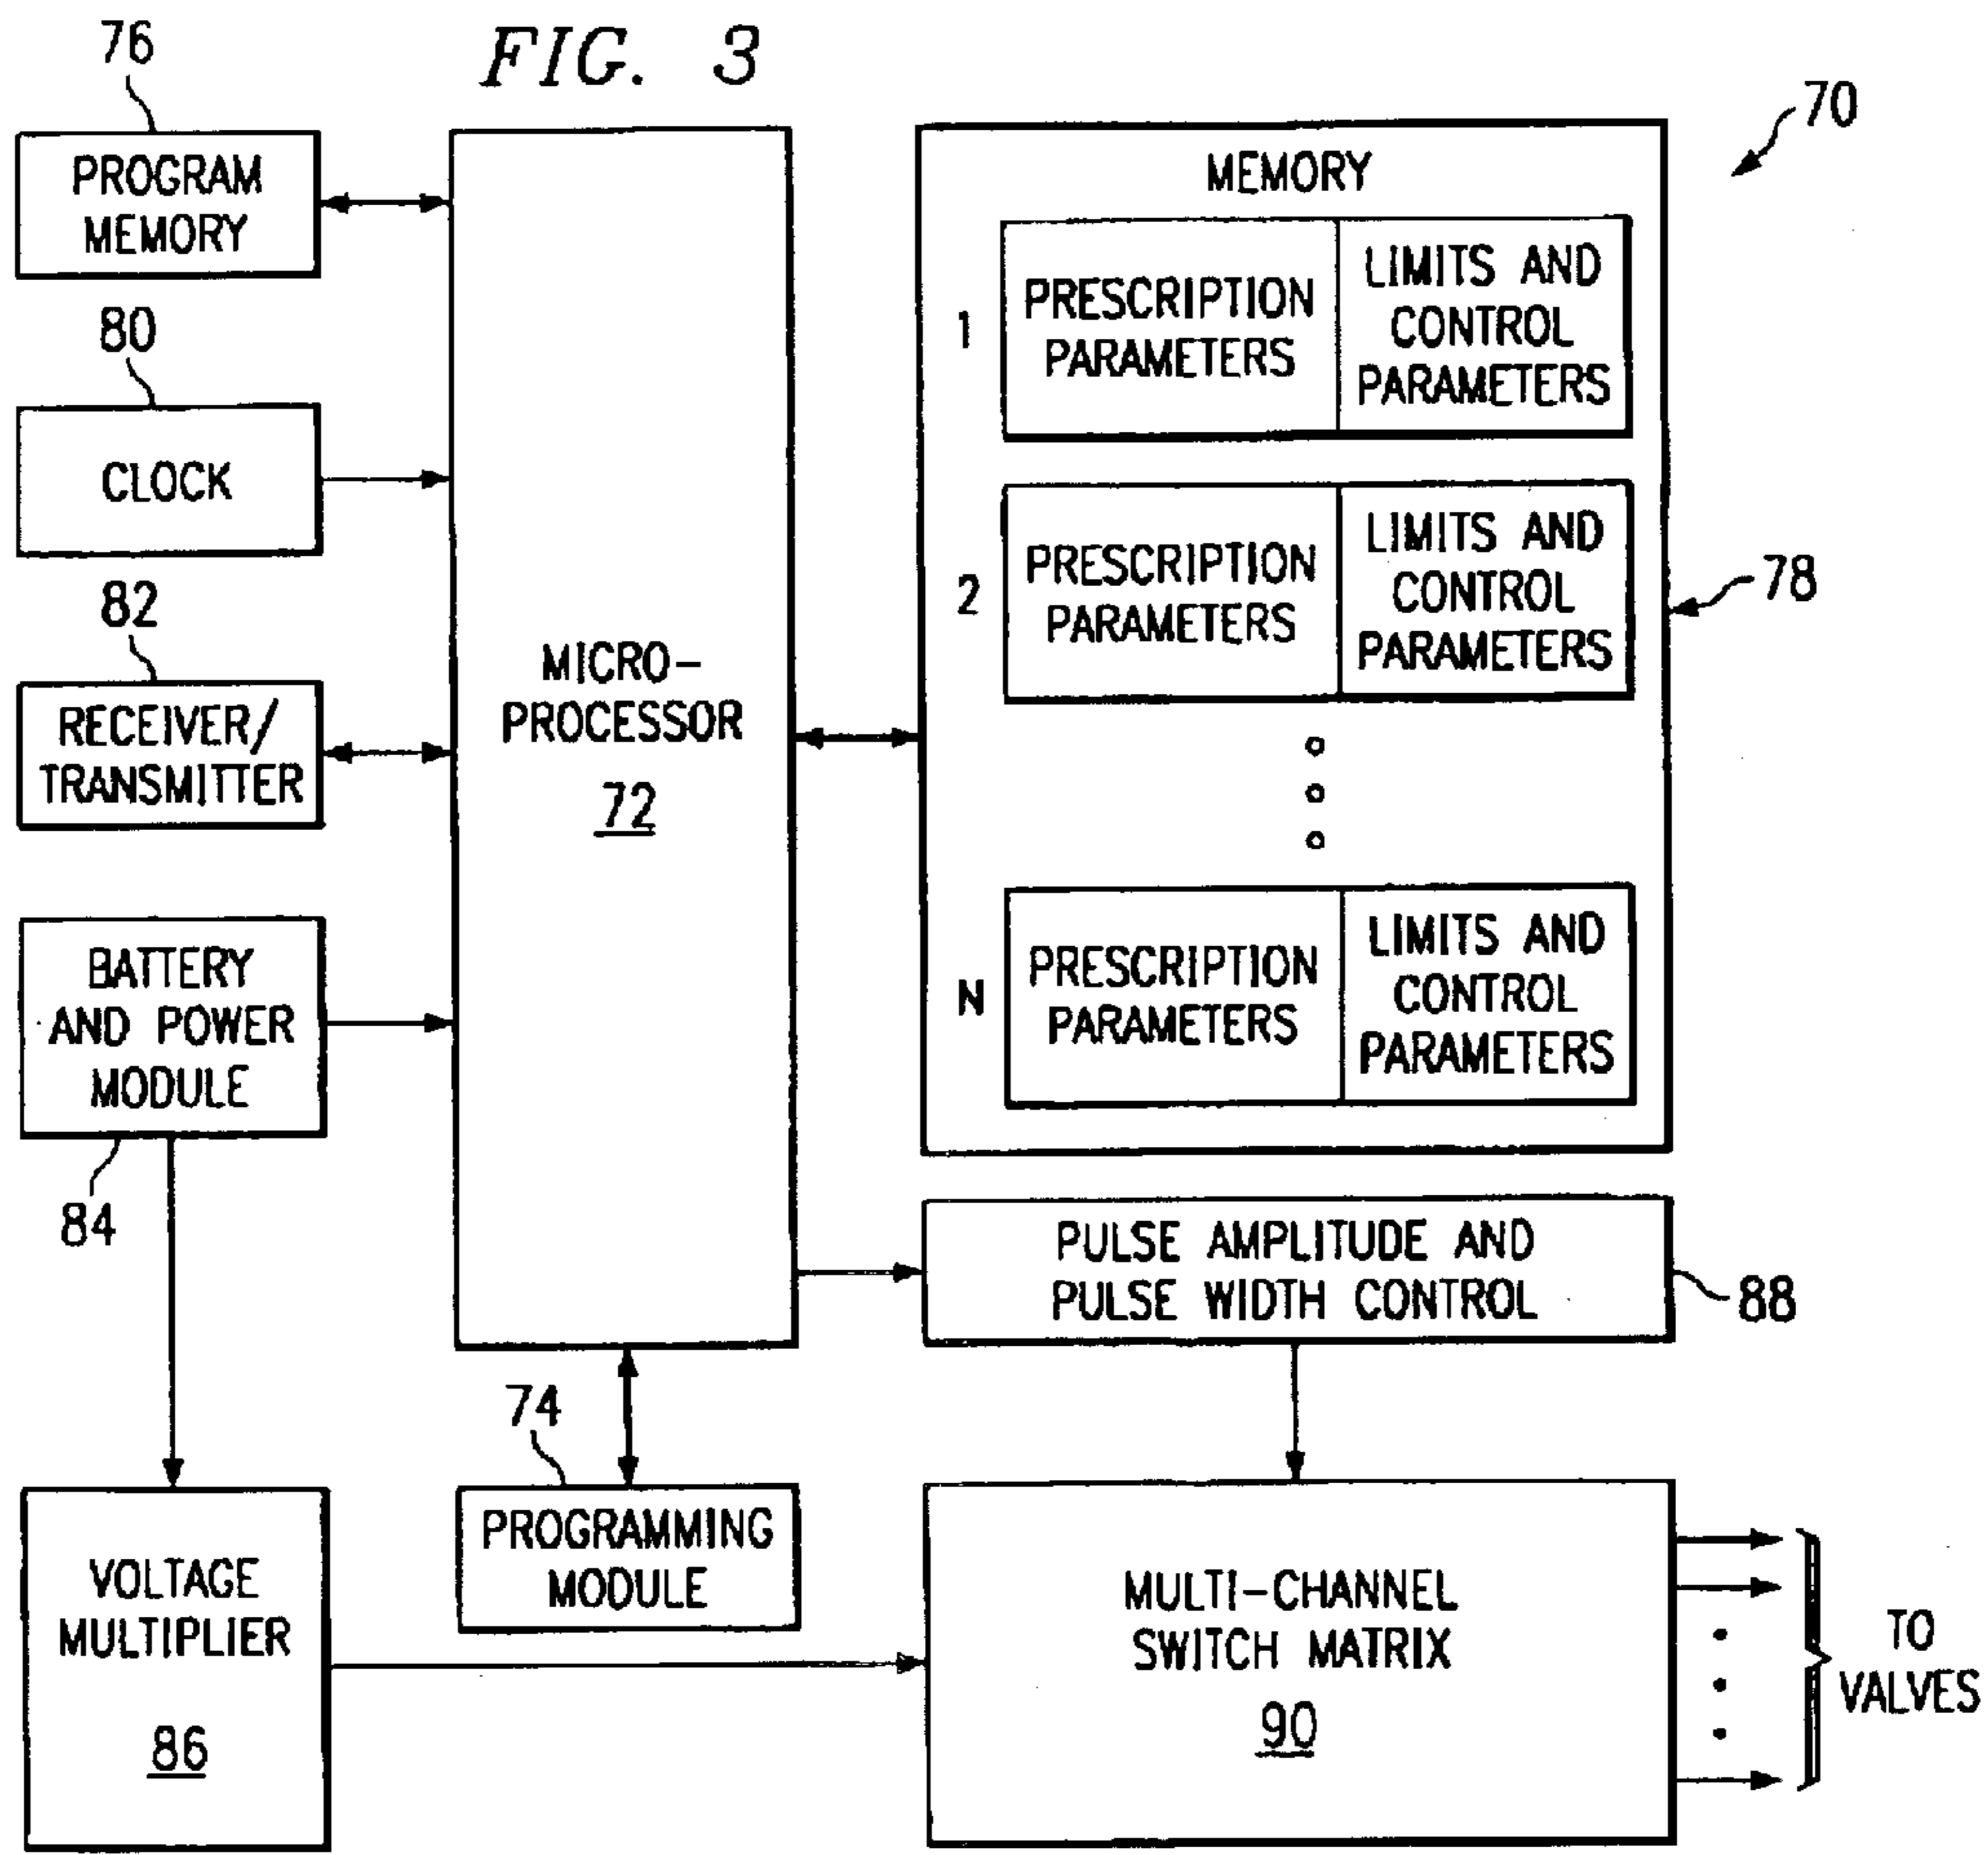 FIG. 3
76
PROGRAM
MEMORY
80
CLOCK
82
RECEIVER/
TRANSMITTER
BATTERY
AND POWER
MODULE
84
VOLTAGE
MULTIPLIER
86
MICRO-
PROCESSOR
72
74
PROGRAMMING
MODULE
70
MEMORY
1
PRESCRIPTION
PARAMETERS
LIMITS AND
CONTROL
PARAMETERS
2
PRESCRIPTION
PARAMETERS
LIMITS AND
CONTROL
PARAMETERS
78
N
PRESCRIPTION
PARAMETERS
LIMITS AND
CONTROL
PARAMETERS
PULSE AMPLITUDE AND
PULSE WIDTH CONTROL
88
MULTI-CHANNEL
SWITCH MATRIX
90
TO
VALVES